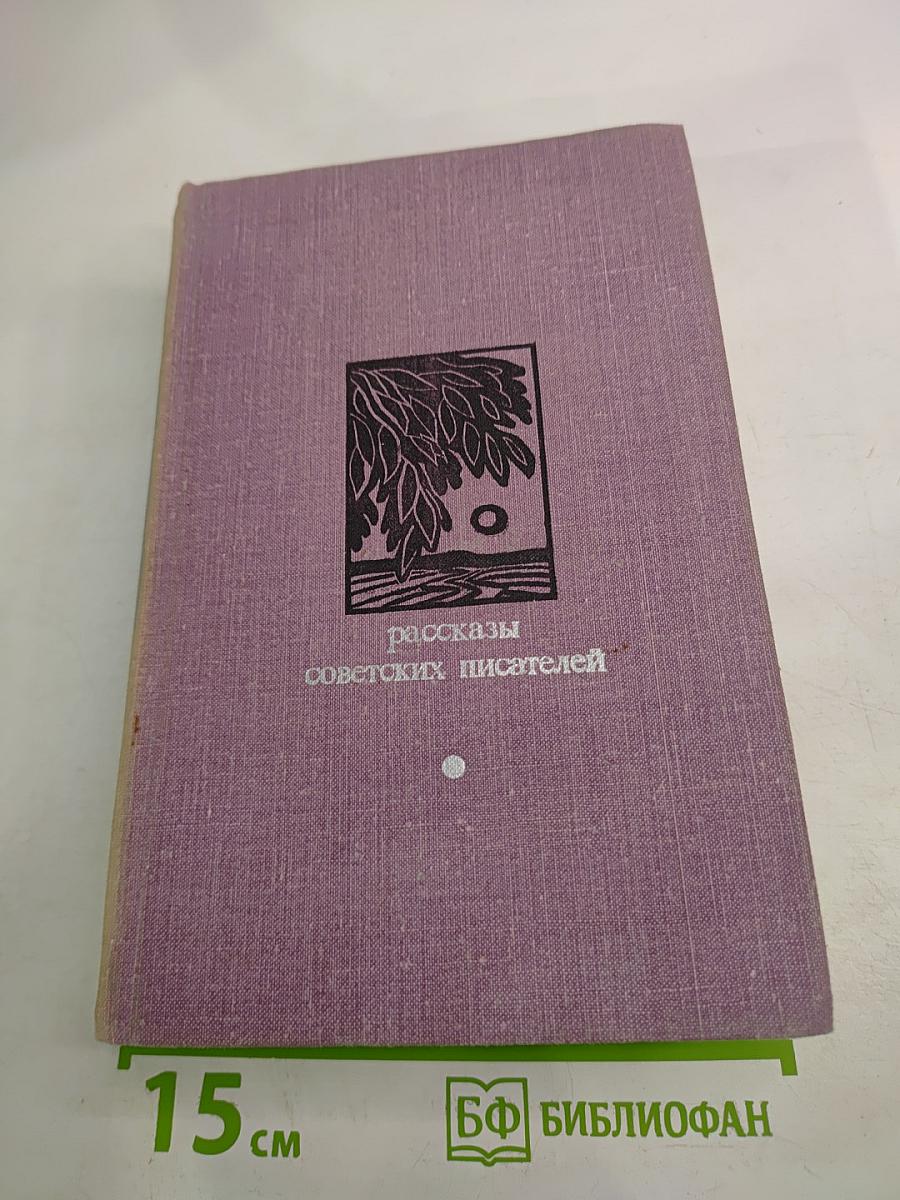 рассказы
советских писателей
15 см
БФ БИБЛИОФАН